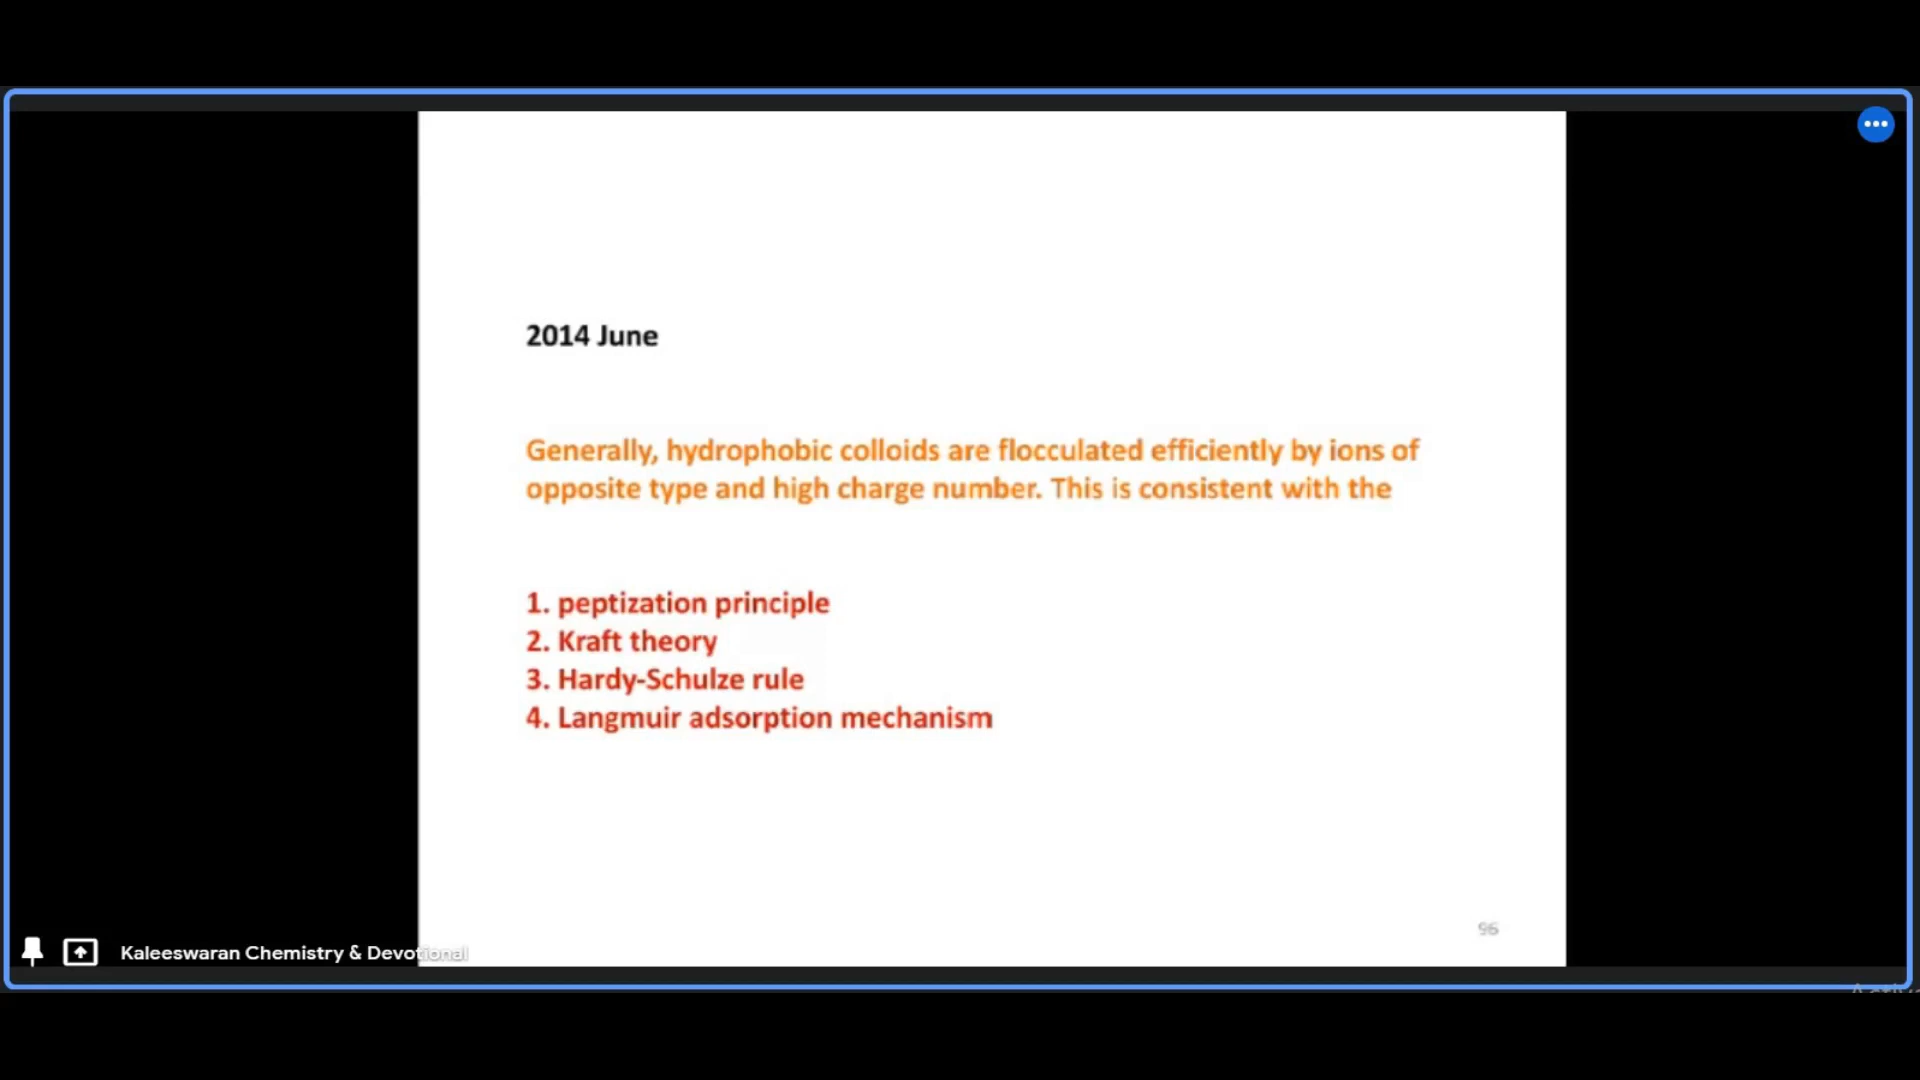 2014 June
Generally, hydrophobic colloids are flocculated efficiently by ions of
opposite type and high charge number. This is consistent with the
1. peptization principle
2. Kraft theory
3. Hardy-Schulze rule
4. Langmuir adsorption mechanism
96
Kaleeswaran Chemistry & Devotional